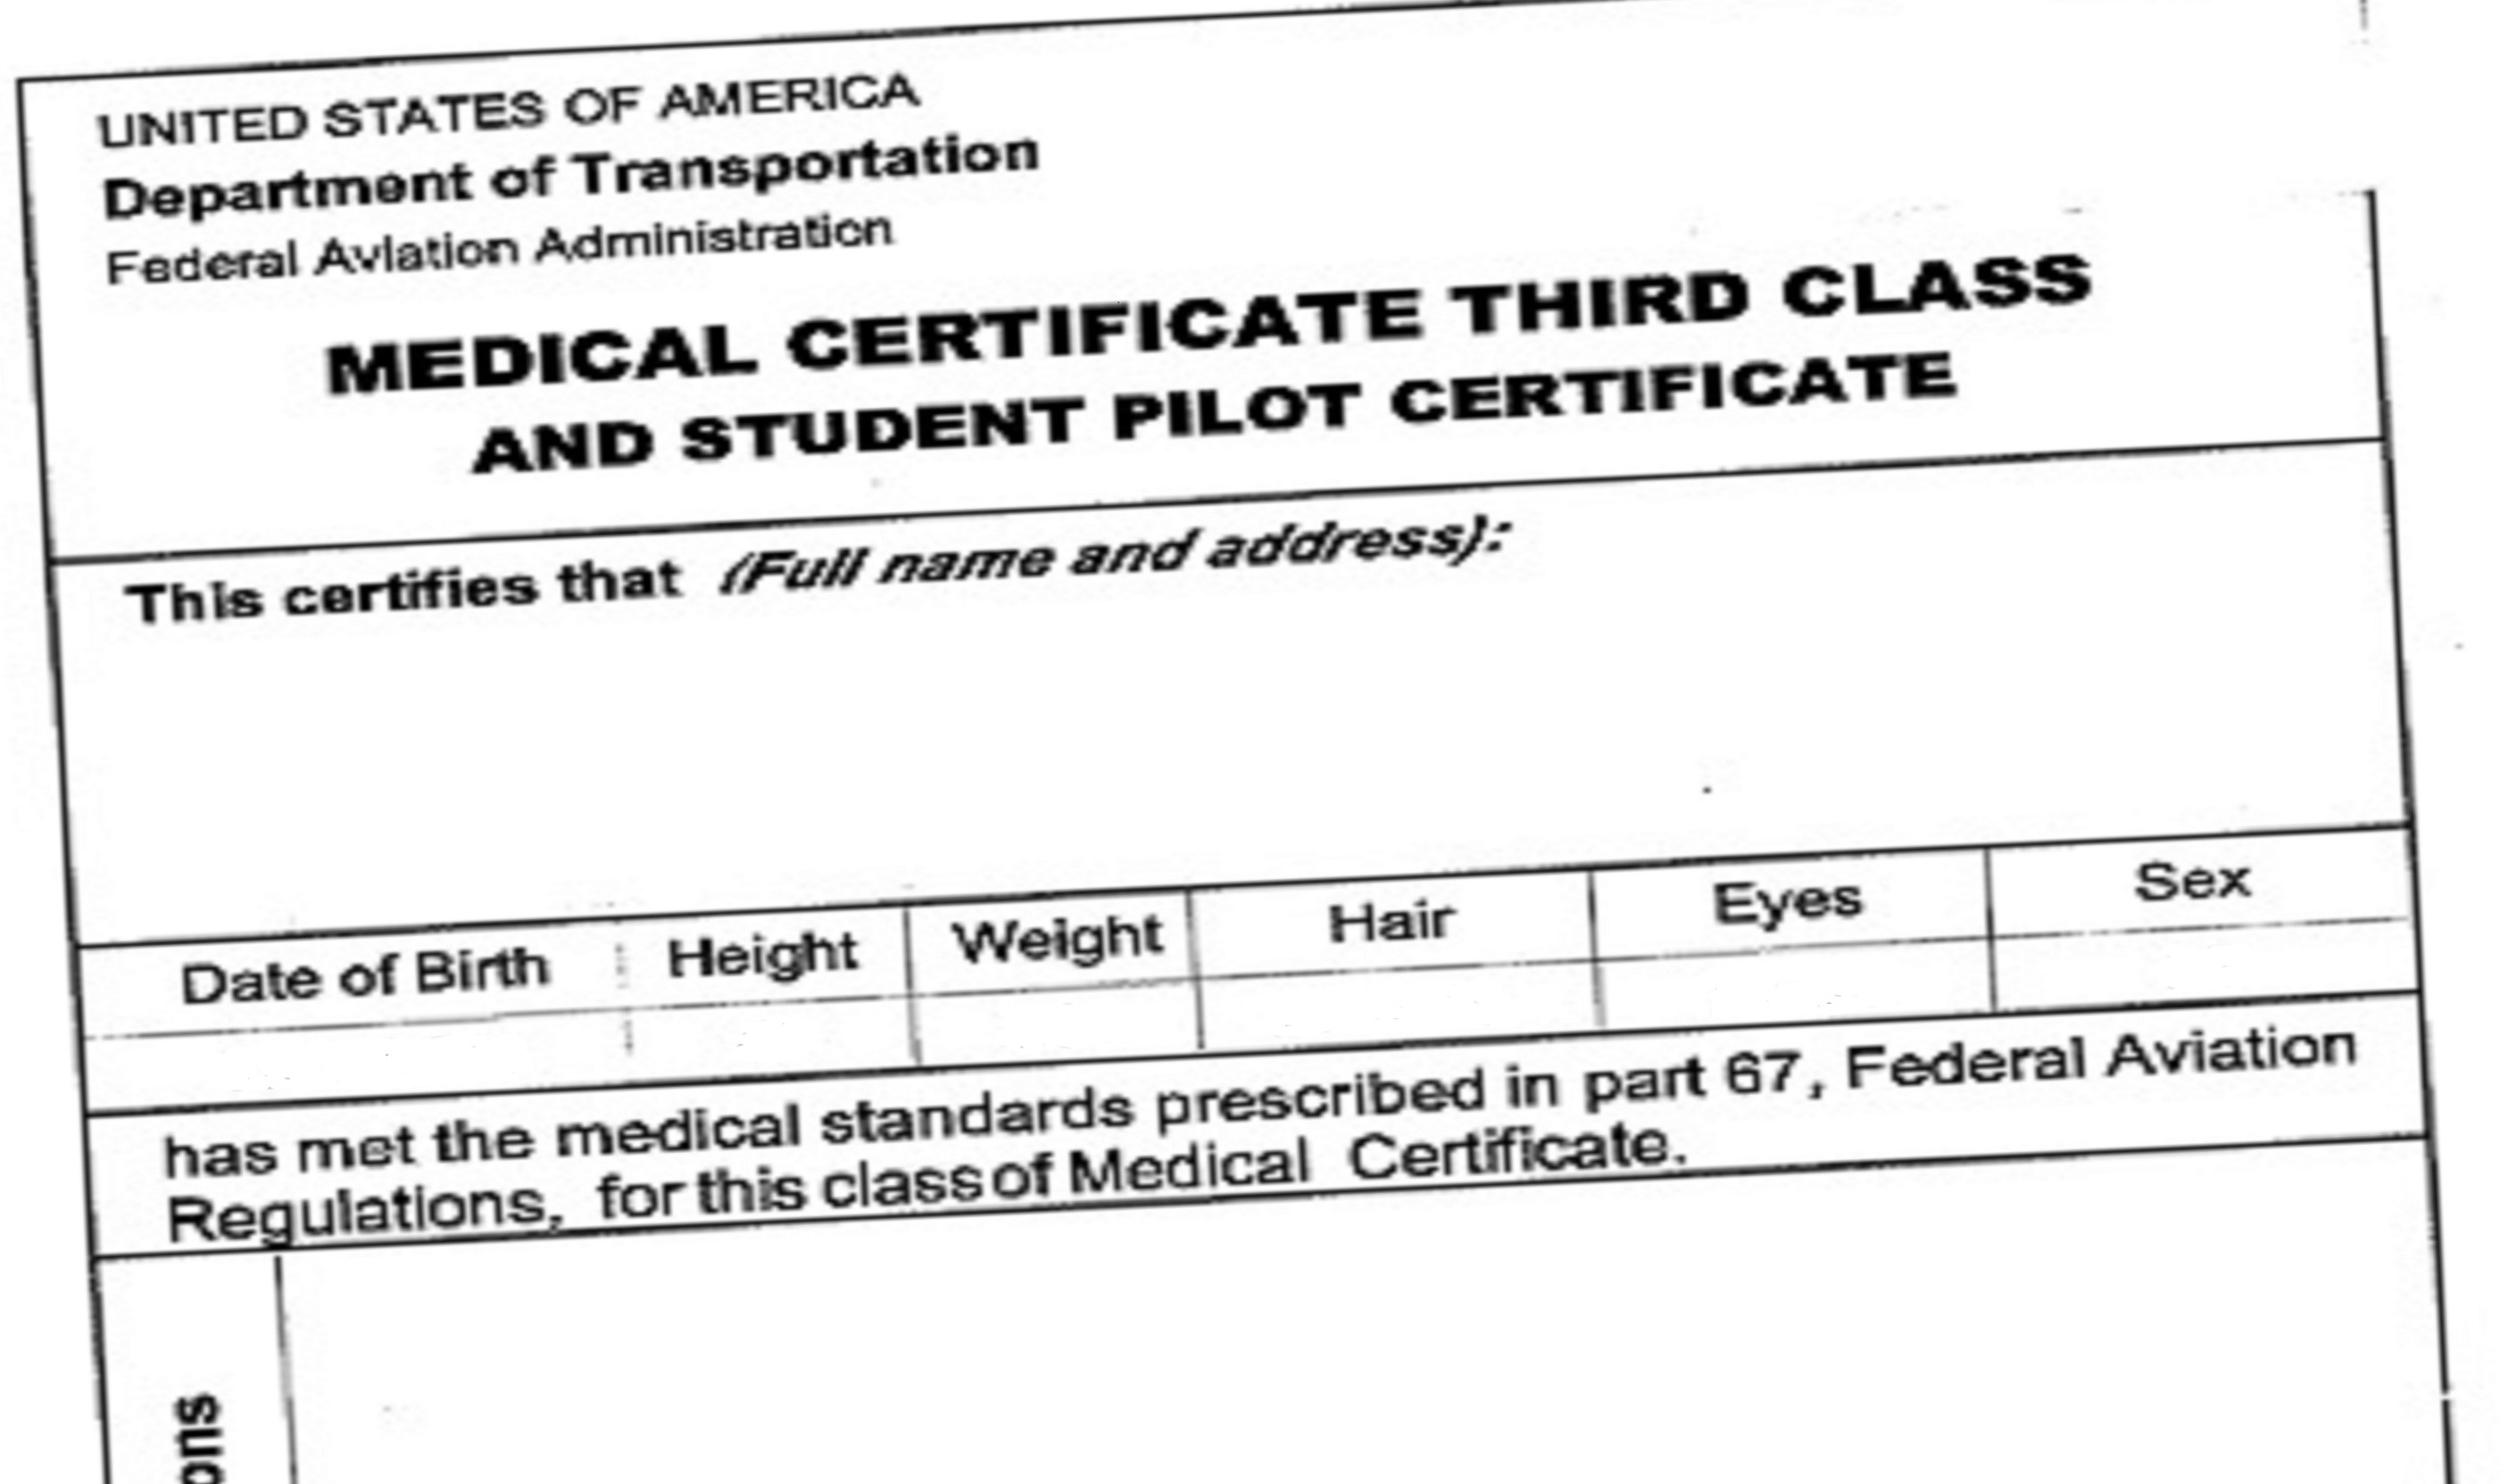 UNITED STATES OF AMERICA
Department of Transportation
Federal Aviation Administration
MEDICAL CERTIFICATE THIRD CLASS
AND STUDENT PILOT CERTIFICATE
This certifies that (Full name and address):
Date of Birth Height Weight Hair Eyes Sex
has met the medical standards prescribed in part 67, Federal Aviation
Regulations, for this class of Medical Certificate.